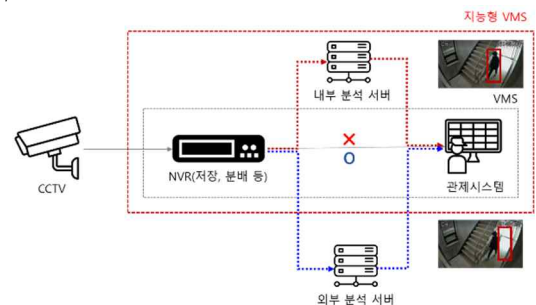 지능형 VMS
내부 분석 서버
VMS
X
O
CCTV
NVR(저장, 분배 등)
관제시스템
외부 분석 서버